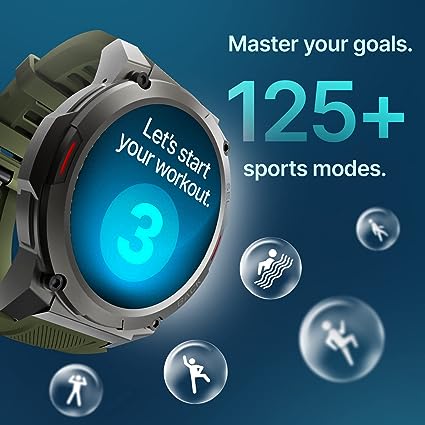 Master your goals.
125+
sports modes.
Let's start
your workout.
3